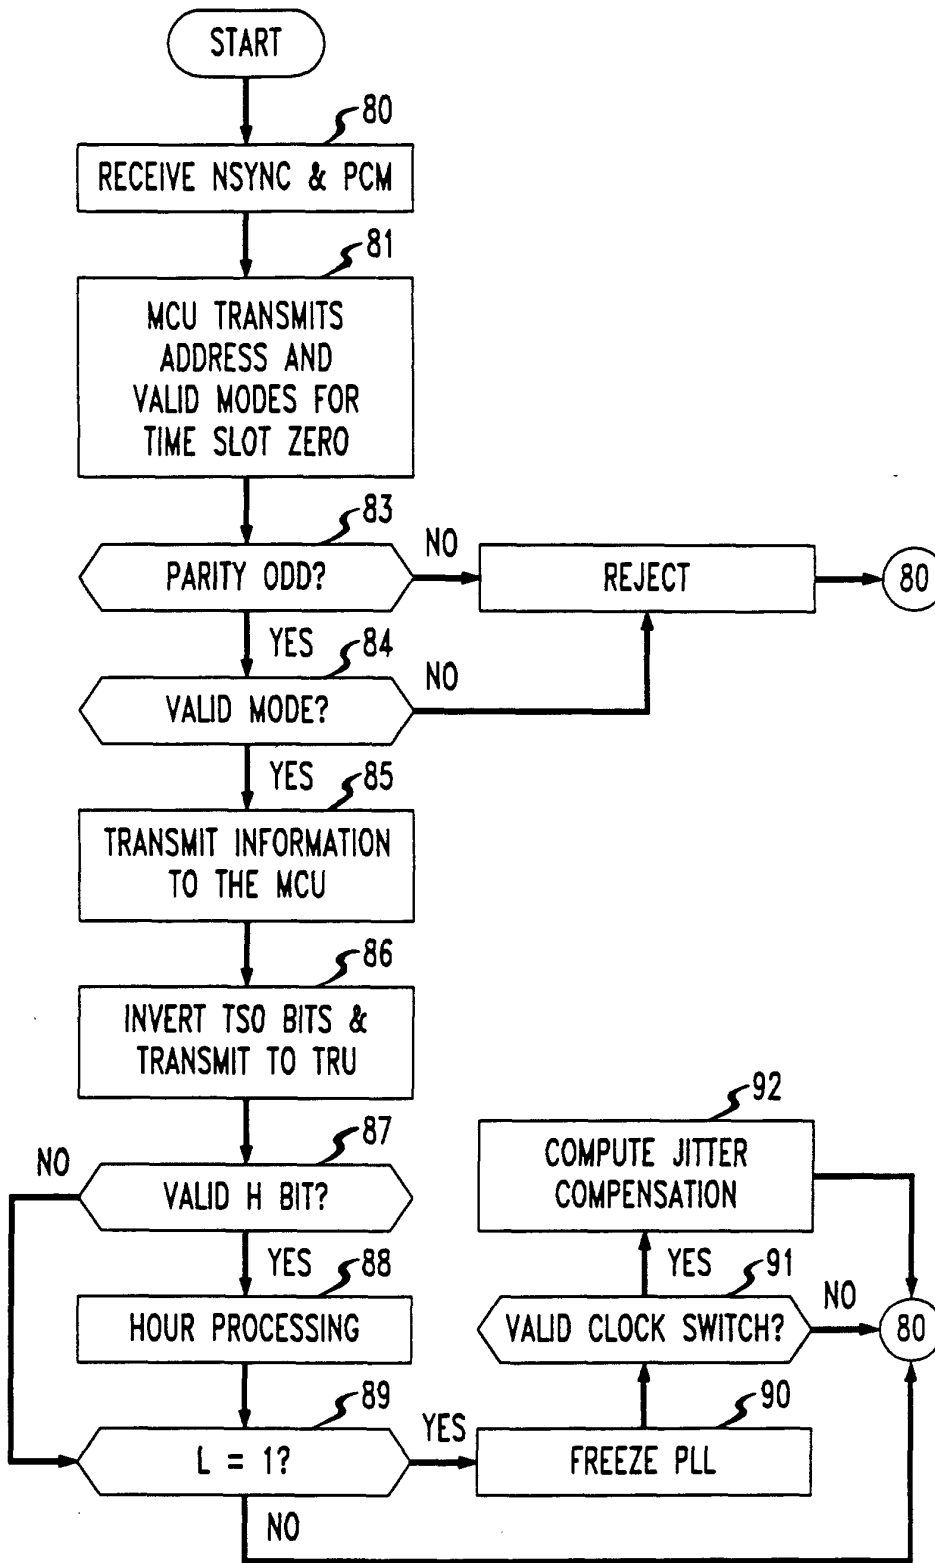 START
80
RECEIVE NSYNC & PCM
81
MCU TRANSMITS
ADDRESS AND
VALID MODES FOR
TIME SLOT ZERO
83
PARITY ODD?
NO
REJECT
80
YES
84
VALID MODE?
NO
YES
85
TRANSMIT INFORMATION
TO THE MCU
86
INVERT TS0 BITS &
TRANSMIT TO TRU
87
NO
VALID H BIT?
YES
88
HOUR PROCESSING
89
L = 1?
YES
NO
90
FREEZE PLL
91
VALID CLOCK SWITCH?
NO
80
YES
92
COMPUTE JITTER
COMPENSATION